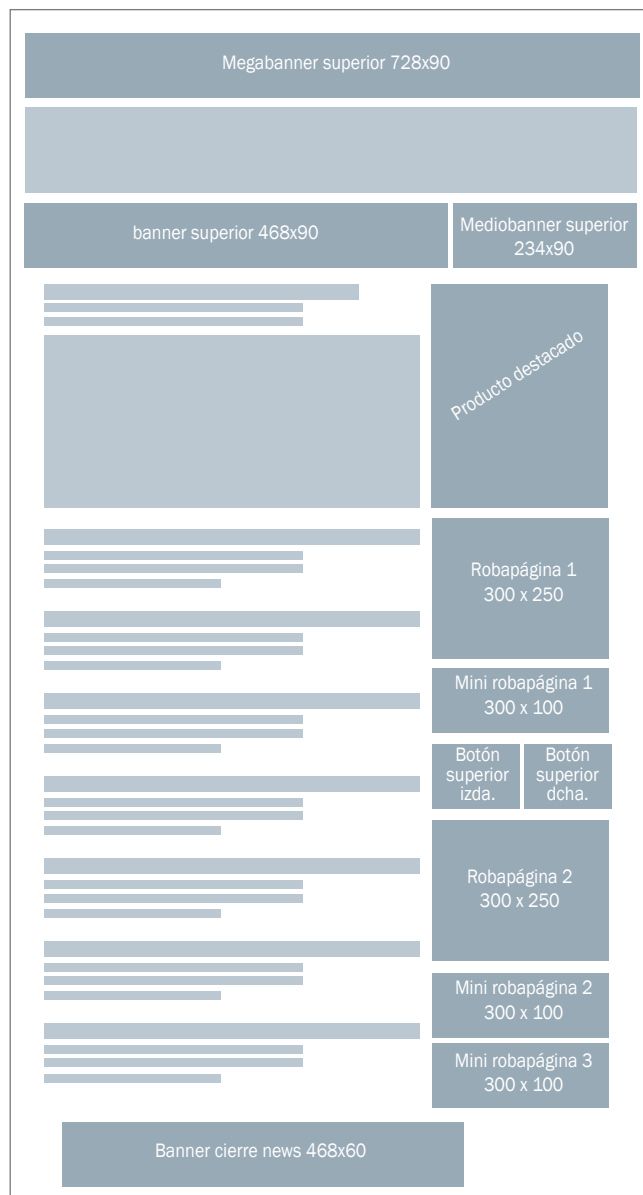 Megabanner superior 728x90
banner superior 468x90
Mediobanner superior
234x90
Producto destacado
Robapágina 1
300 x 250
Mini robapágina 1
300 x 100
Botón
superior
izda.
Botón
superior
dcha.
Robapágina 2
300 x 250
Mini robapágina 2
300 x 100
Mini robapágina 3
300 x 100
Banner cierre news 468x60